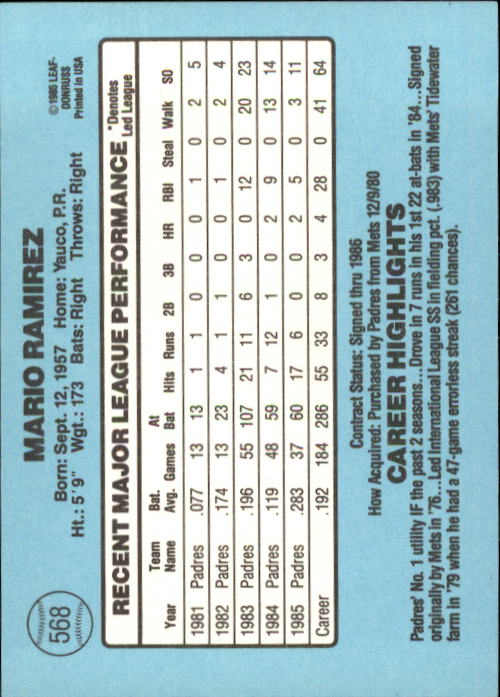 568
MARIO RAMIREZ
©1985 LEAF-
DONRUSS
Printed in USA
Born: Sept. 12, 1957 Home: Yauco, P.R.
Ht.: 5'9" Wgt.: 173 Bats: Right Throws: Right
RECENT MAJOR LEAGUE PERFORMANCE *Denotes Led League
Year Team Name Bat. Avg. Games At Bat Hits Runs 2B 3B HR RBI Steal Walk SO
1981 Padres .077 13 13 1 1 0 0 0 1 0 2 5
1982 Padres .174 13 23 4 1 1 0 0 1 0 2 4
1983 Padres .196 55 107 21 11 6 3 0 12 0 20 23
1984 Padres .119 48 59 7 12 1 0 2 9 0 13 14
1985 Padres .283 37 60 17 6 0 0 2 5 0 3 11
Career .192 184 286 55 33 8 3 4 28 0 41 64
Contract Status: Signed thru 1986
How Acquired: Purchased by Padres from Mets 12/9/80
CAREER HIGHLIGHTS
Padres' No. 1 utility IF the past 2 seasons...Drove in 7 runs in his 1st 22 at-bats in '84...Signed
originally by Mets in '76...Led International League SS in fielding pct. (.983) with Mets' Tidewater
farm in '79 when he had a 47-game errorless streak (261 chances).